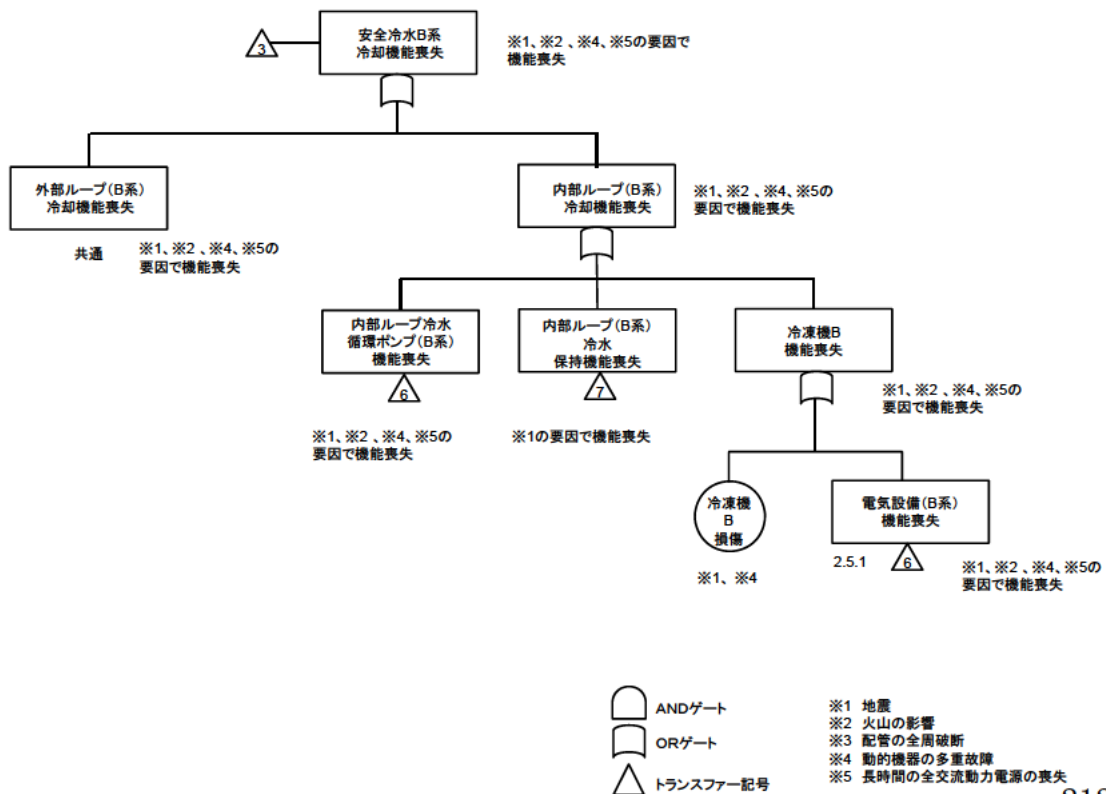 安全冷水B系
冷却機能喪失
3
※1、※2 、※4、※5の要因で
機能喪失
外部ループ(B系)
冷却機能喪失
共通
※1、※2 、※4、※5の
要因で機能喪失
内部ループ(B系)
冷却機能喪失
※1、※2 、※4、※5の
要因で機能喪失
内部ループ冷水
循環ポンプ(B系)
機能喪失
6
※1、※2 、※4、※5の
要因で機能喪失
内部ループ(B系)
冷水
保持機能喪失
7
※1の要因で機能喪失
冷凍機B
機能喪失
※1、※2 、※4、※5の
要因で機能喪失
冷凍機
B
損傷
※1、※4
電気設備(B系)
機能喪失
2.5.1
6
※1、※2 、※4、※5の
要因で機能喪失
ANDゲート
ORゲート
トランスファー記号
※1 地震
※2 火山の影響
※3 配管の全周破断
※4 動的機器の多重故障
※5 長時間の全交流動力電源の喪失